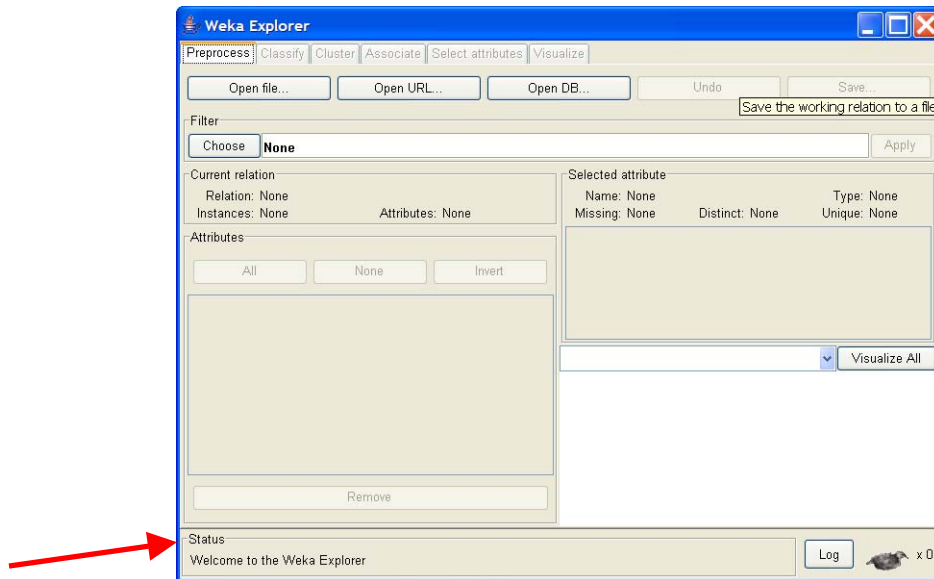 Weka Explorer
Preprocess Classify Cluster Associate Select attributes Visualize
Open file... Open URL... Open DB... Undo Save...
Save the working relation to a file
Filter
Choose None Apply
Current relation
Relation: None
Instances: None Attributes: None
Selected attribute
Name: None Type: None
Missing: None Distinct: None Unique: None
Attributes
All None Invert
Visualize All
Remove
Status
Welcome to the Weka Explorer
Log x 0